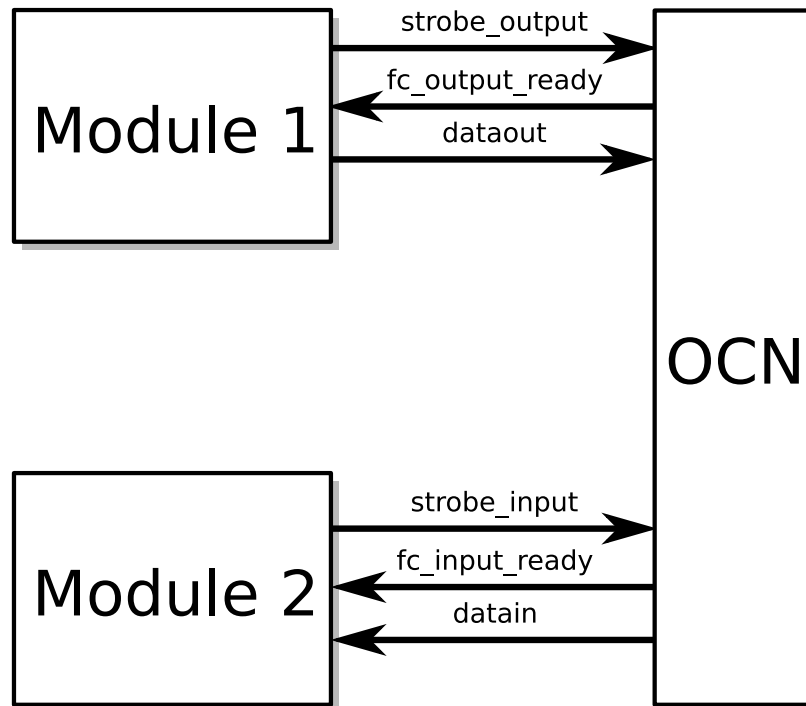 strobe_output
fc_output_ready
Module 1
dataout
OCN
strobe_input
fc_input_ready
Module 2
datain